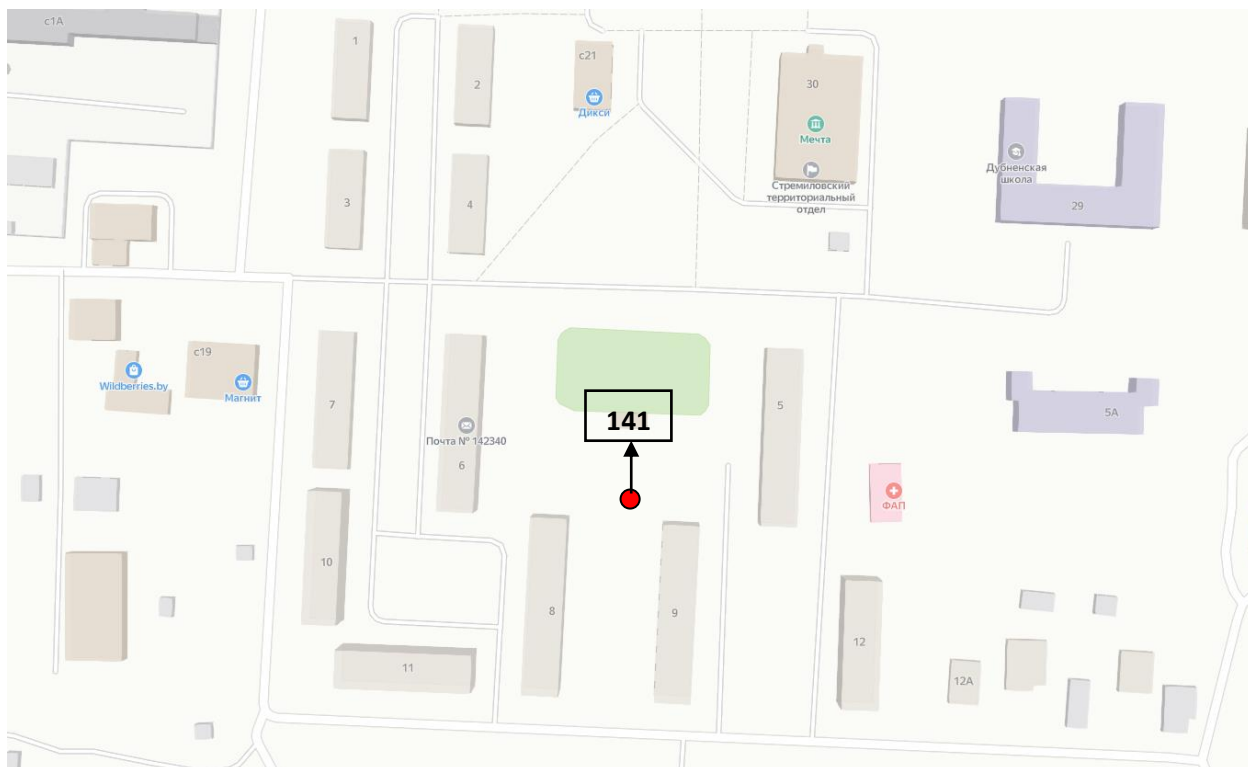 с1А
1
2
с21
Дикси
30
Мечта
Стремиловский
территориальный
отдел
Дубненская
школа
29
3
4
с19
Wildberries.by
Магнит
7
Почта № 142340
6
141
5
5А
ФАП
10
8
9
12
11
12А